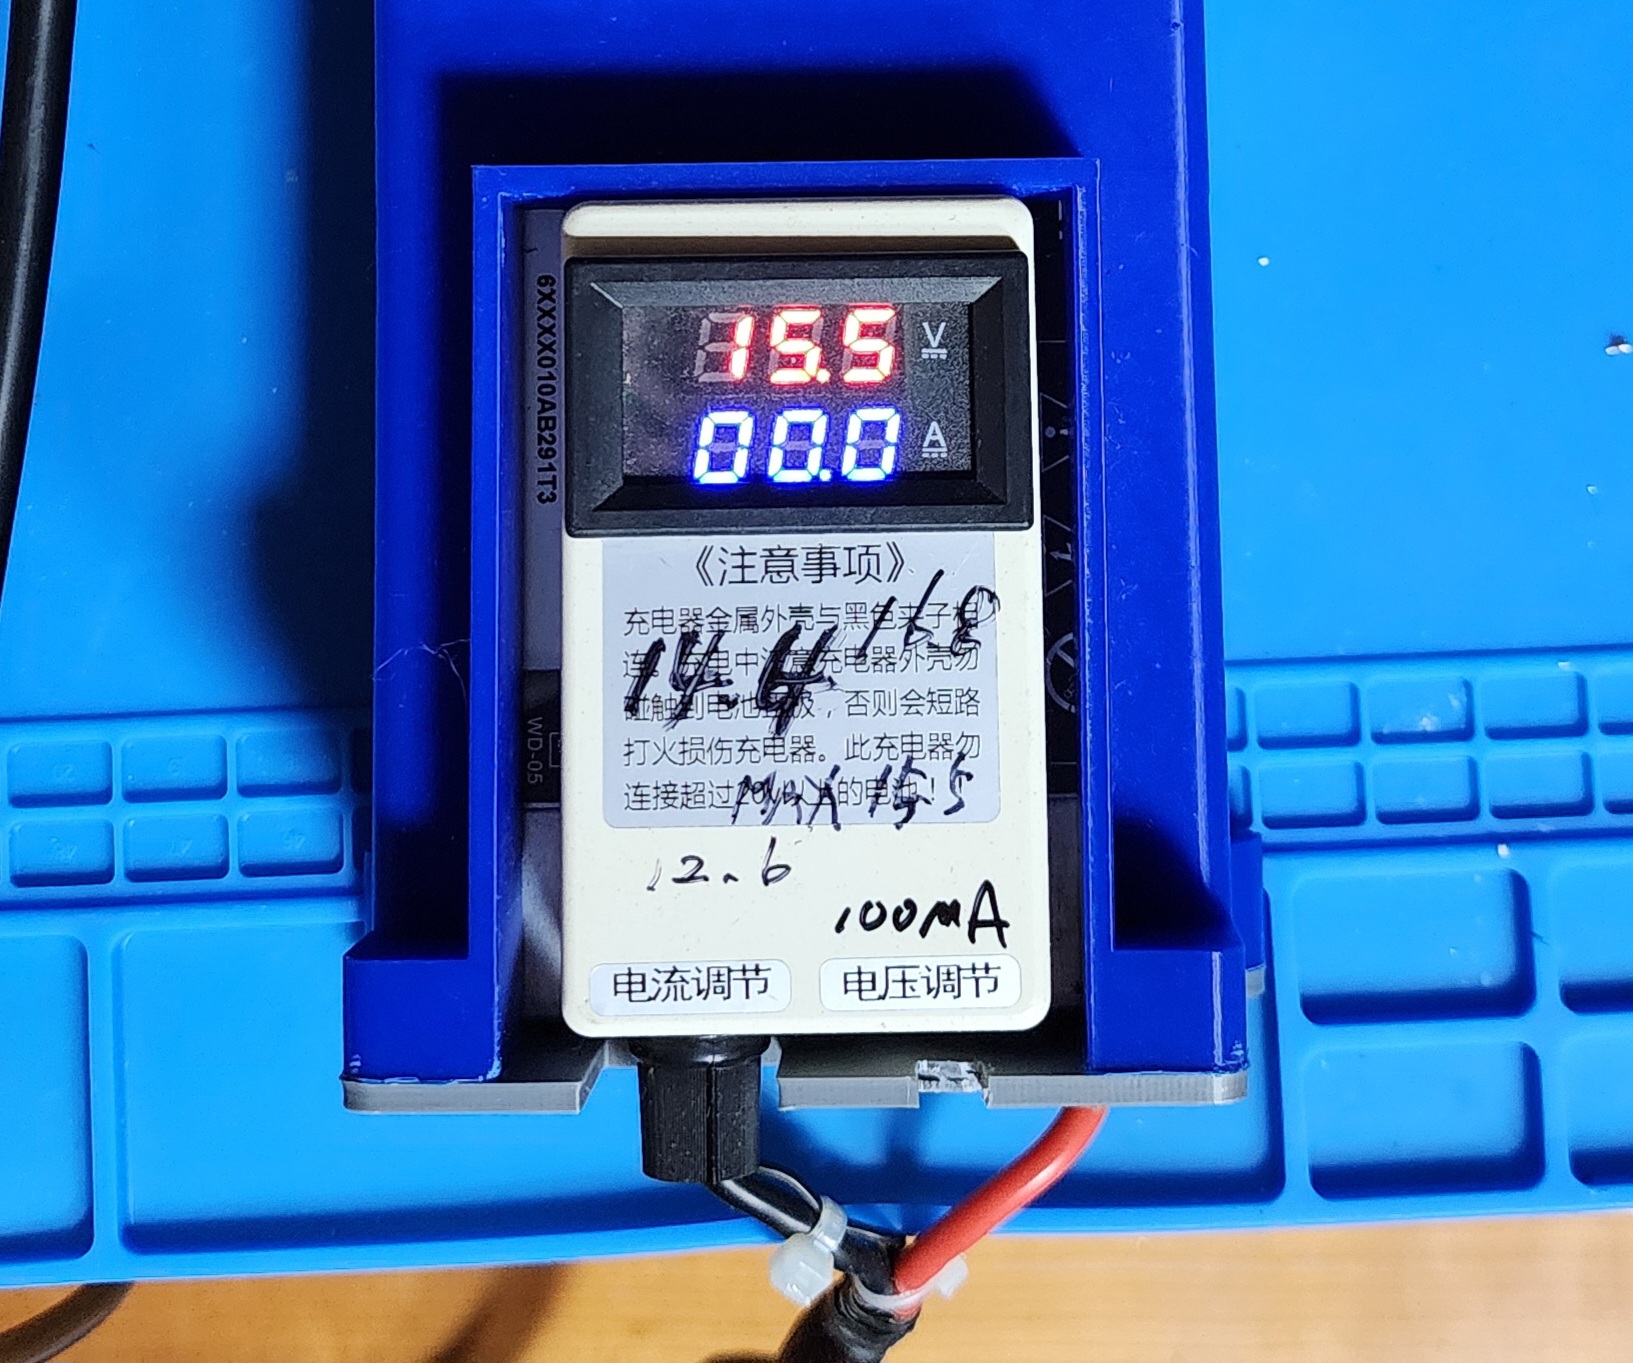 15.5 V
00.0 A
6XXXX010AB291T3
《注意事项》
充电器金属外壳与黑色夹子相
连。充电中注意充电器外壳勿
碰触到电池正极，否则会短路
打火损伤充电器。此充电器勿
连接超过20V以上的电池！
16.8
14.4
MAX 15.5
12.6
100mA
电流调节
电压调节
WD-05